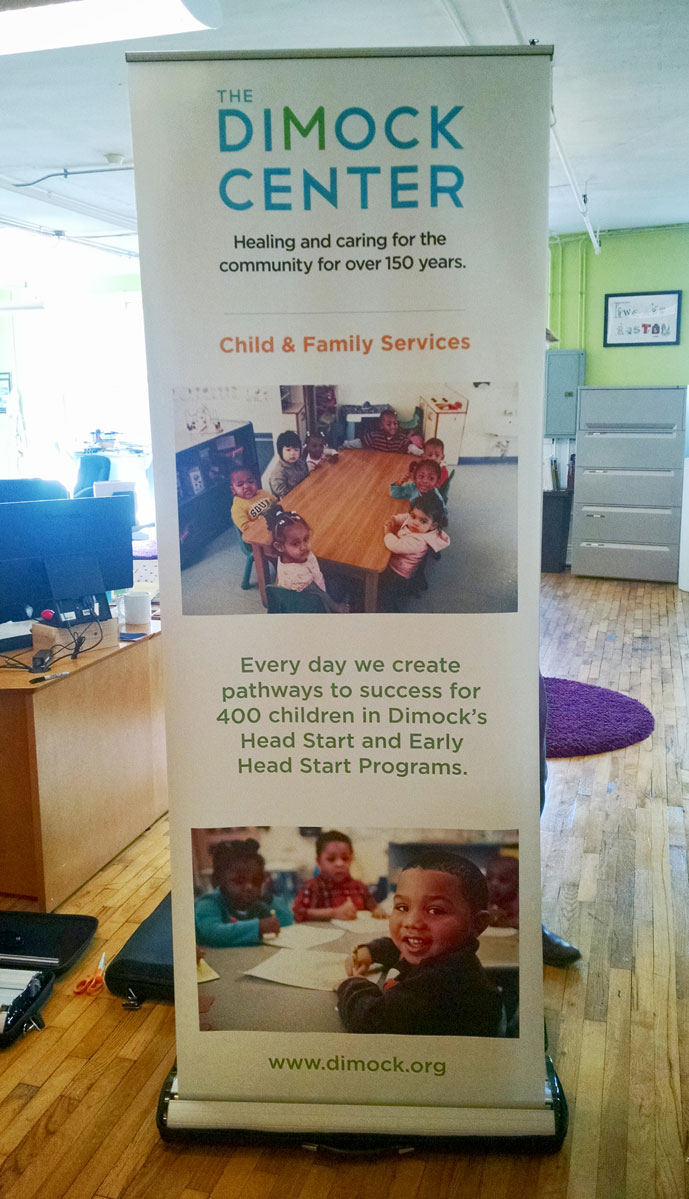 THE
DIMOCK
CENTER
Healing and caring for the
community for over 150 years.
Child & Family Services
Every day we create
pathways to success for
400 children in Dimock's
Head Start and Early
Head Start Programs.
www.dimock.org
BOSTON